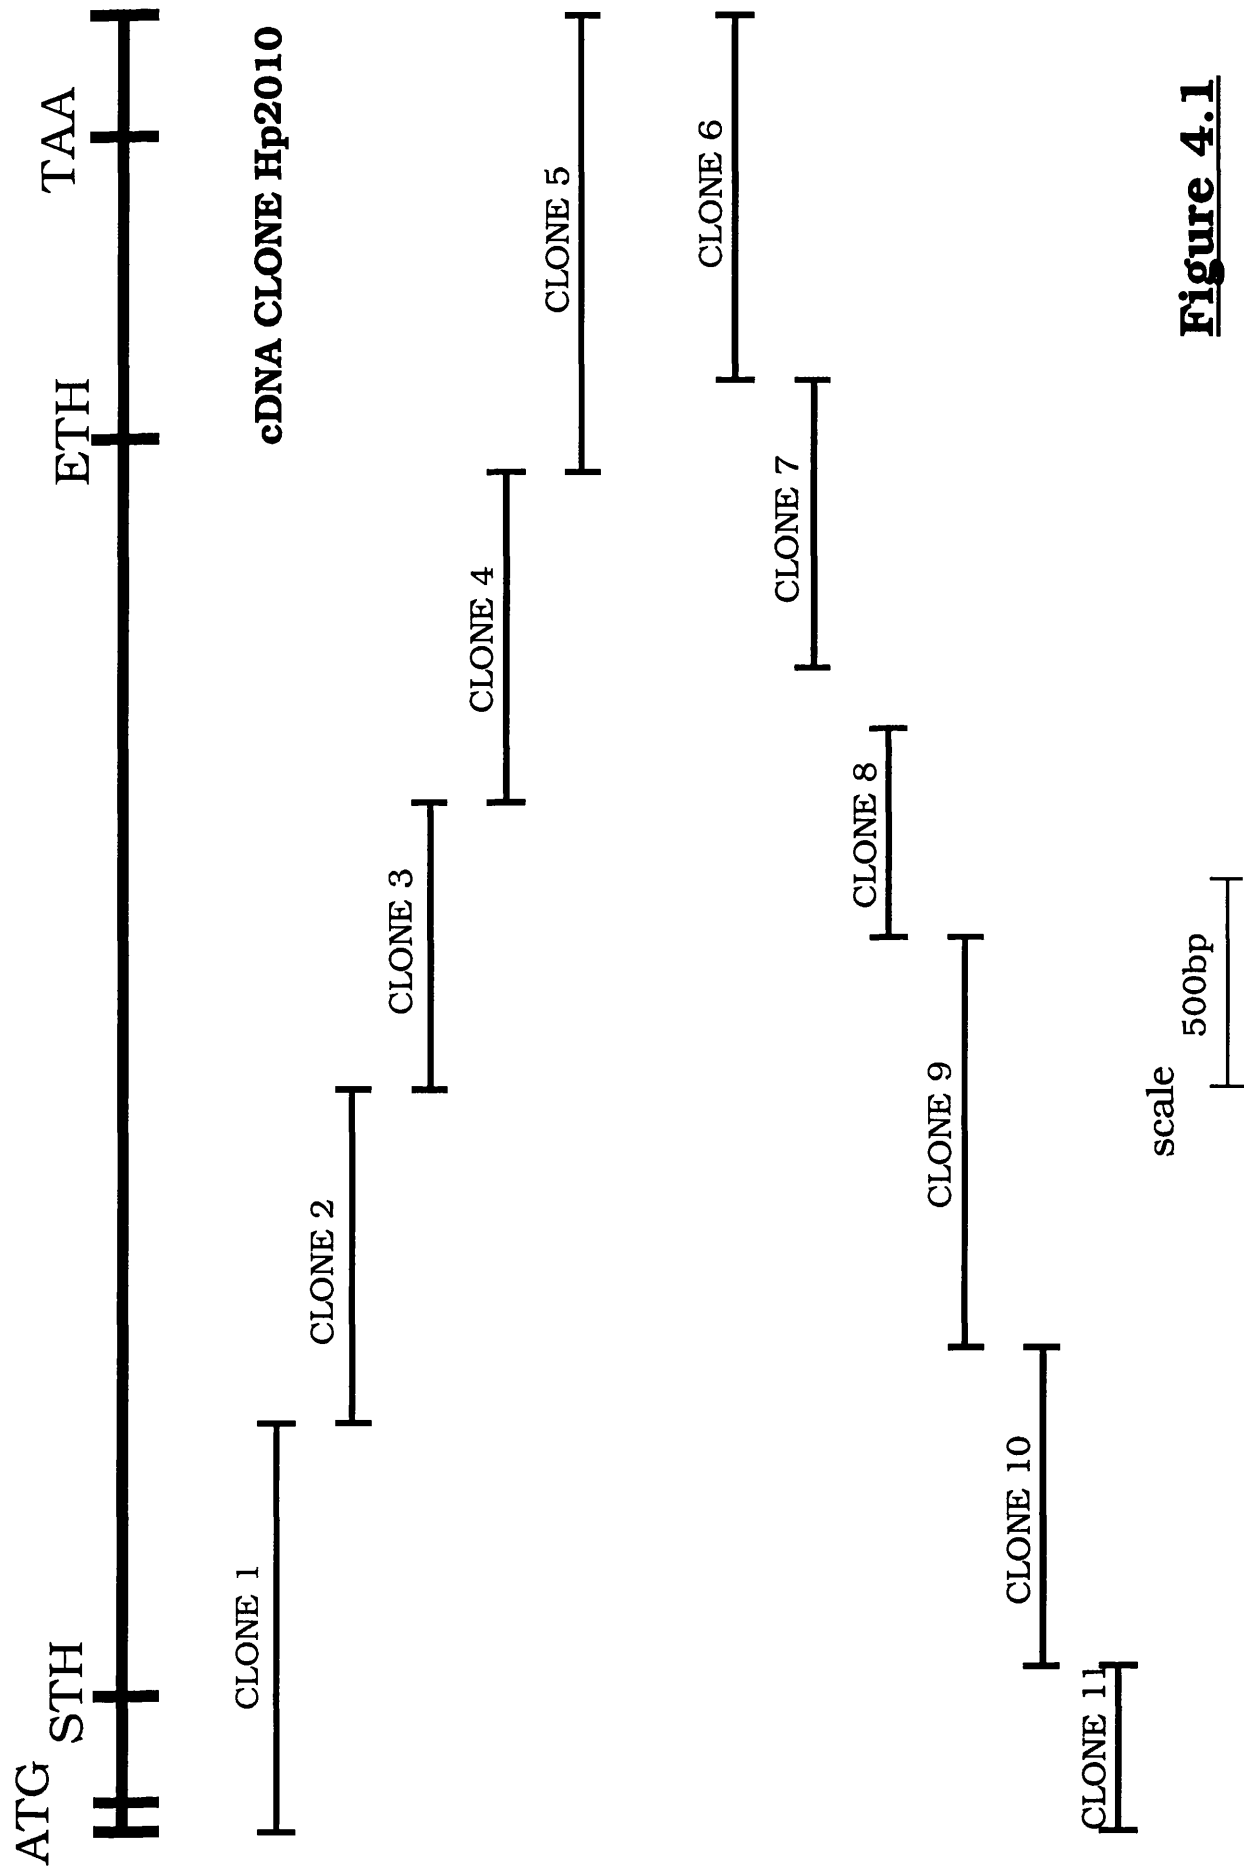 ATG
STH
ETH
TAA
cDNA CLONE Hp2010
CLONE 1
CLONE 2
CLONE 3
CLONE 4
CLONE 5
CLONE 6
CLONE 7
CLONE 8
CLONE 9
CLONE 10
CLONE 11
scale
500bp
Figure 4.1